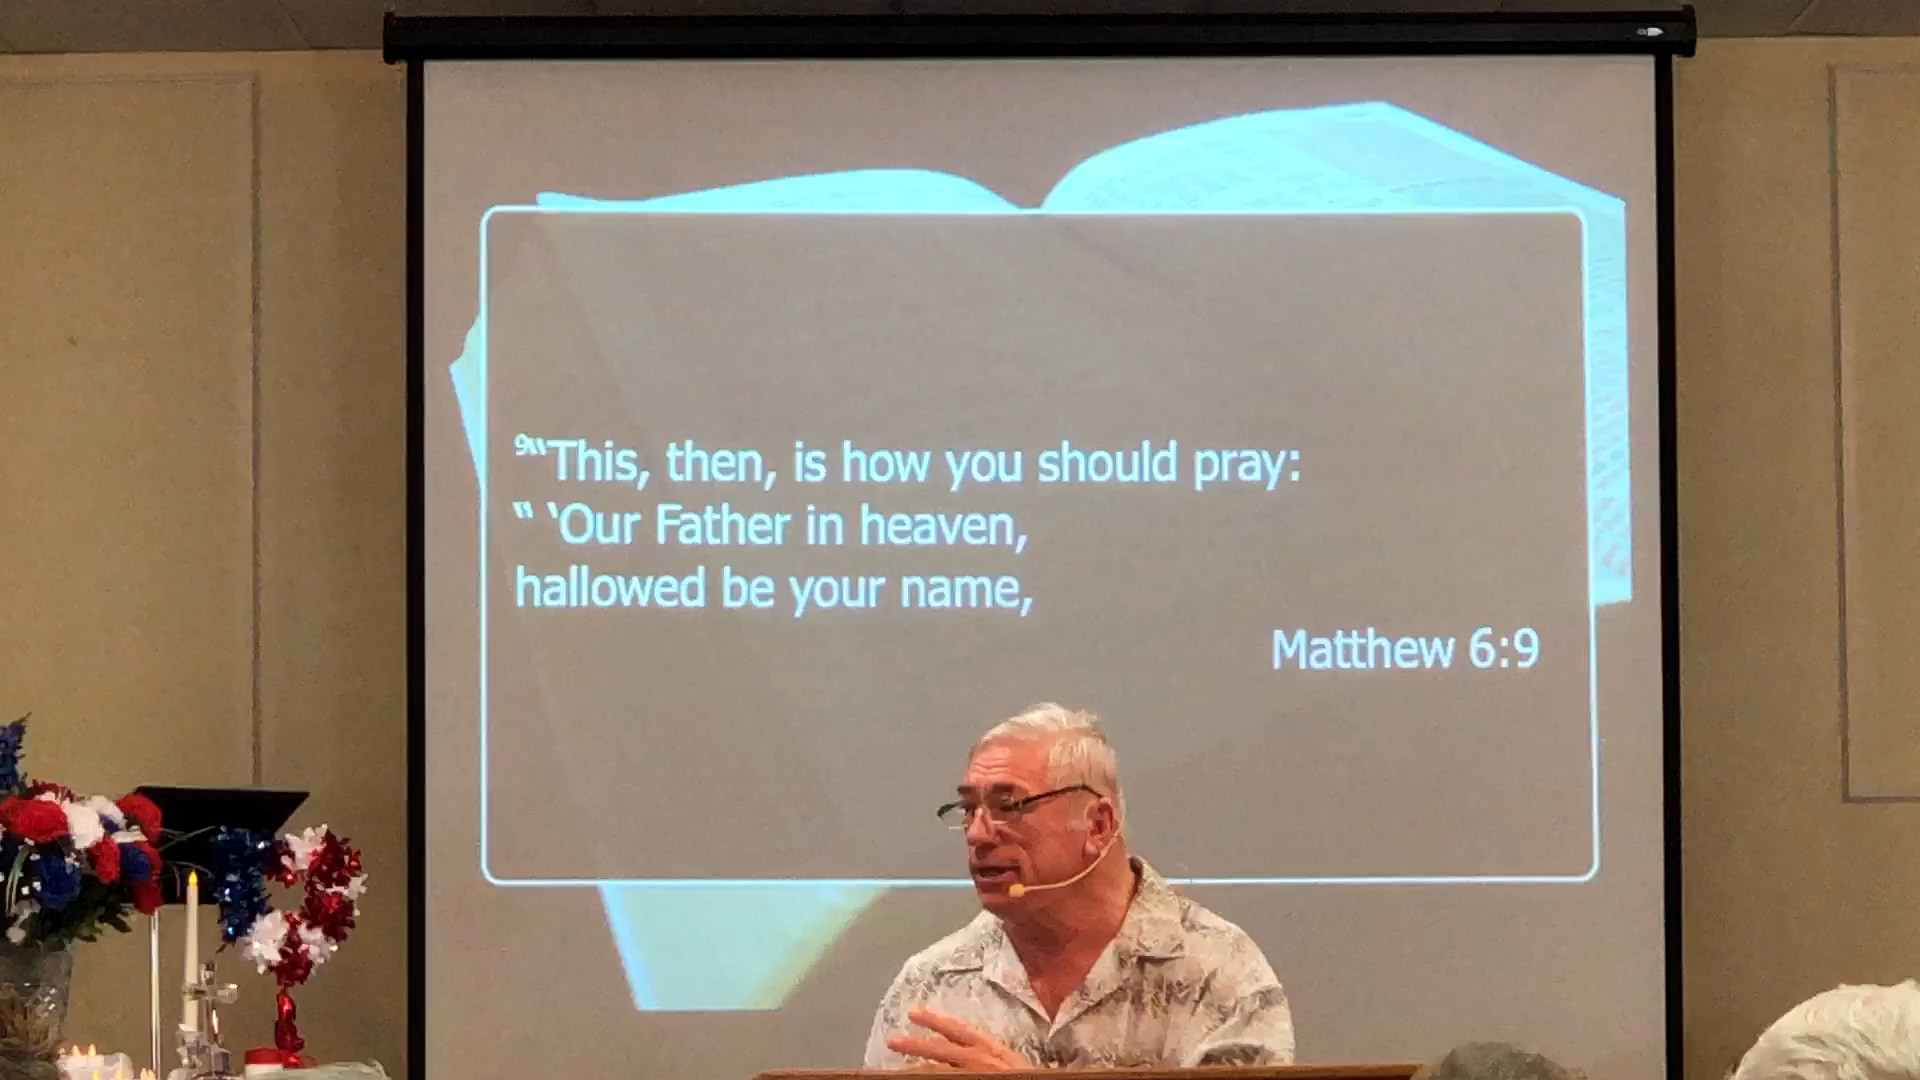 ⁹“This, then, is how you should pray:
“ ‘Our Father in heaven,
hallowed be your name,
Matthew 6:9